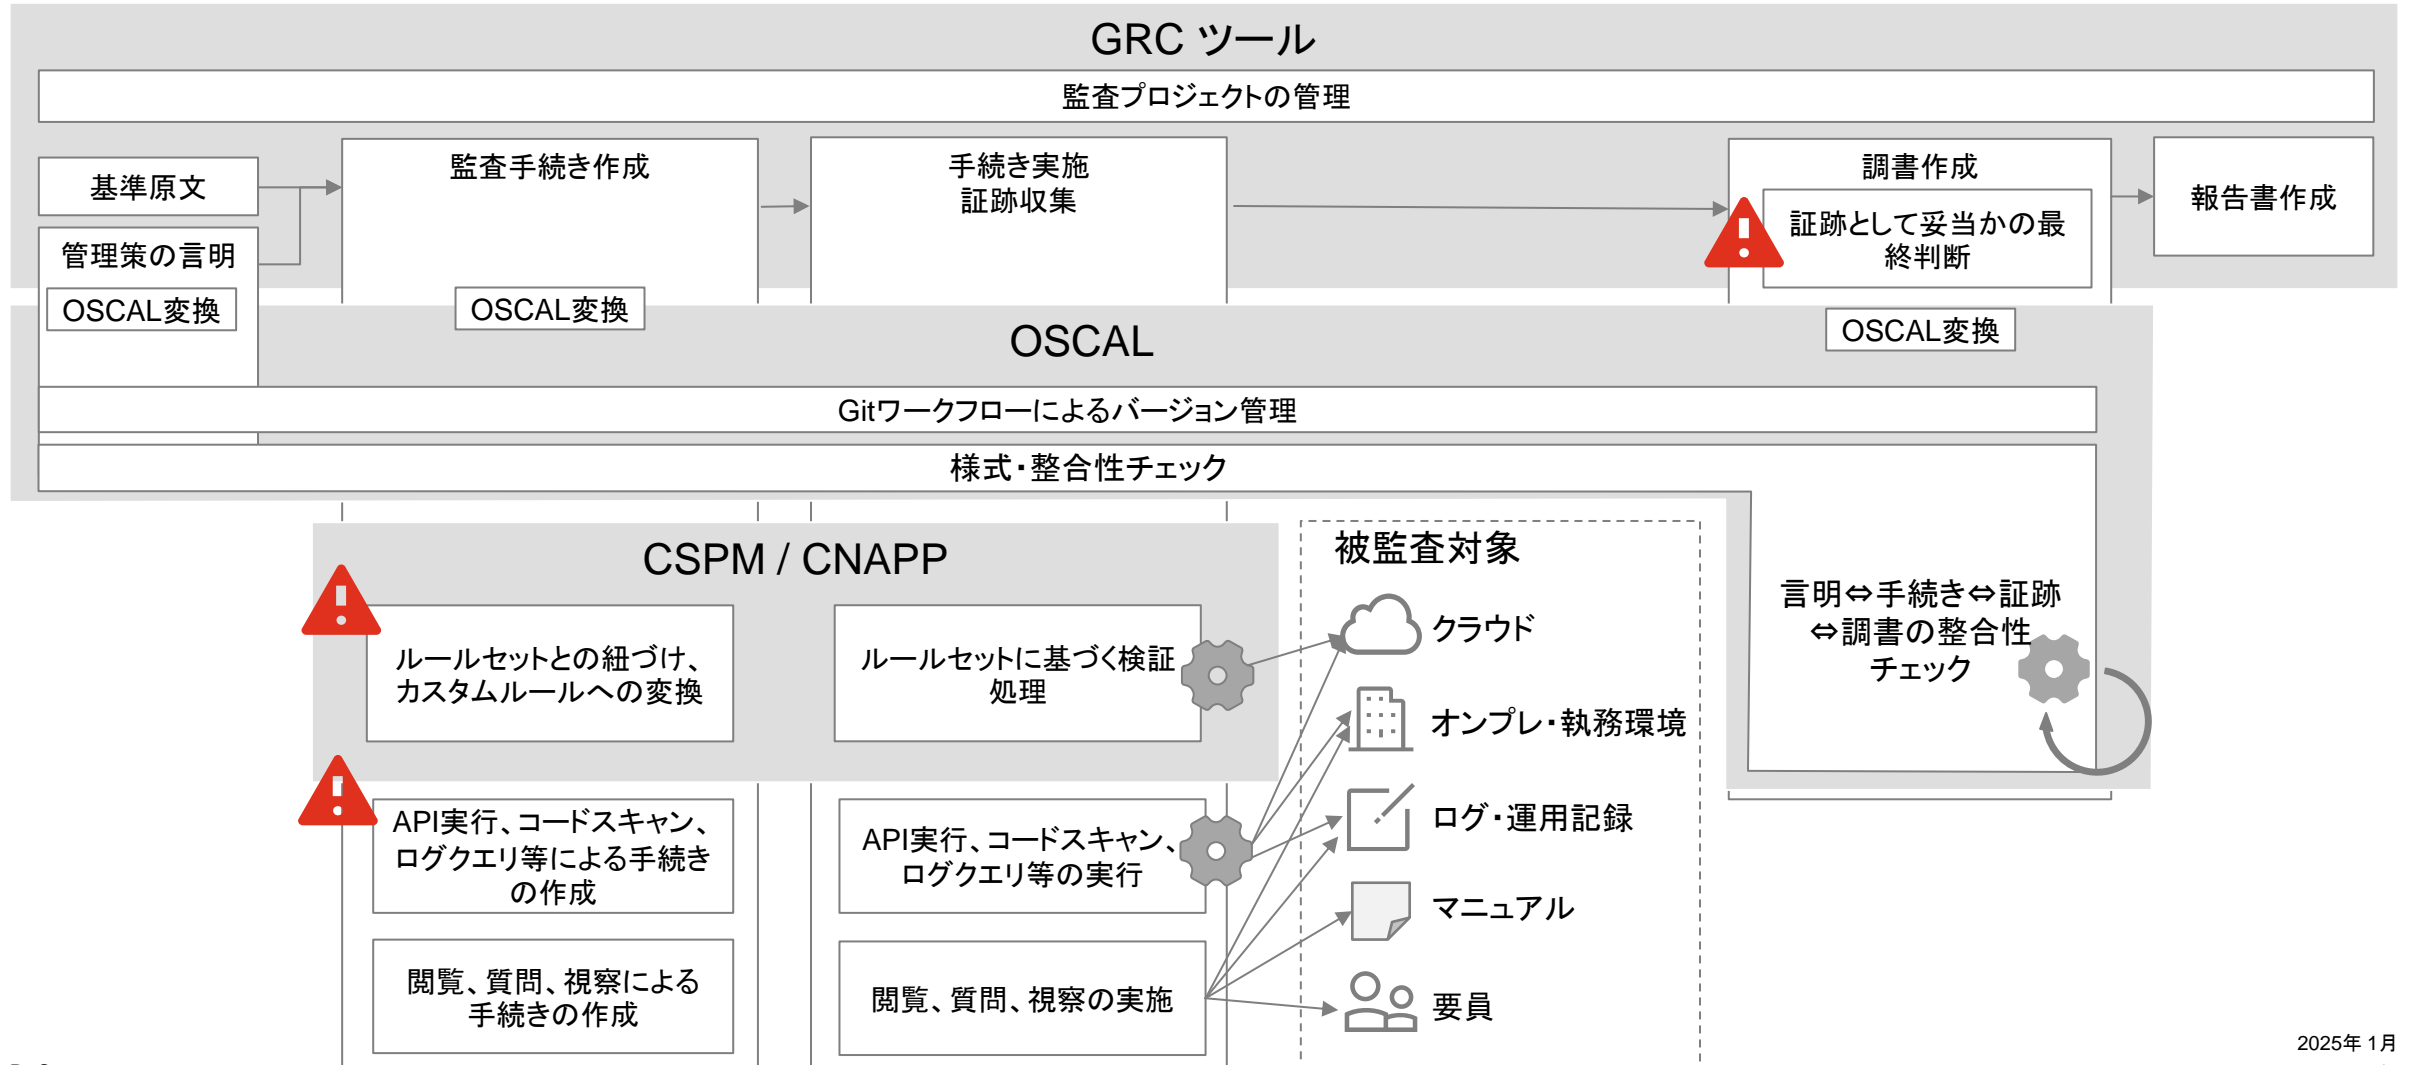 GRC ツール
監査プロジェクトの管理
基準原文
管理策の言明
OSCAL変換
監査手続き作成
OSCAL変換
手続き実施
証跡収集
調書作成
証跡として妥当かの最
終判断
OSCAL変換
報告書作成
OSCAL
Gitワークフローによるバージョン管理
様式・整合性チェック
言明⇔手続き⇔証跡
⇔調書の整合性
チェック
CSPM / CNAPP
ルールセットとの紐づけ、
カスタムルールへの変換
ルールセットに基づく検証
処理
API実行、コードスキャン、
ログクエリ等による手続き
の作成
API実行、コードスキャン、
ログクエリ等の実行
閲覧、質問、視察による
手続きの作成
閲覧、質問、視察の実施
被監査対象
クラウド
オンプレ・執務環境
ログ・運用記録
マニュアル
要員
2025年 1月